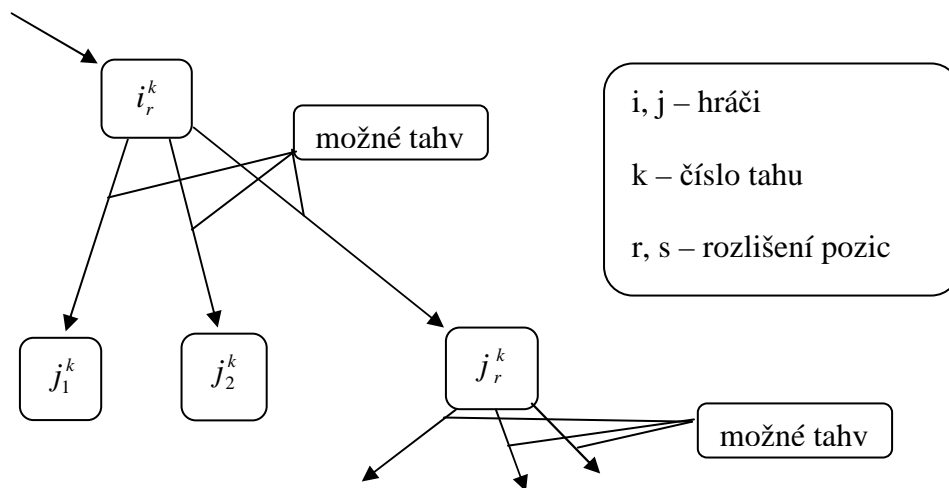 i_r^k
možné tahv
i, j – hráči
k – číslo tahu
r, s – rozlišení pozic
j_1^k
j_2^k
j_r^k
možné tahv